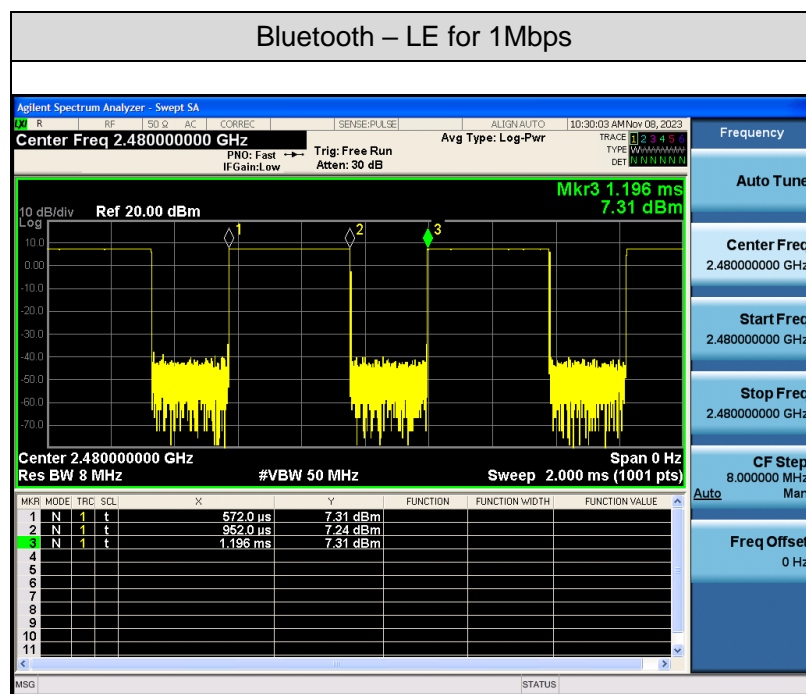 Bluetooth – LE for 1Mbps
Agilent Spectrum Analyzer - Swept SA
LXI R RF 50 Ω AC CORREC SENSE:PULSE ALIGN AUTO 10:30:03 AM Nov 08, 2023
Center Freq 2.480000000 GHz
PNO: Fast
IFGain:Low
Trig: Free Run
Atten: 30 dB
Avg Type: Log-Pwr
TRACE 1 2 3 4 5 6
TYPE WWWWWW
DET N N N N N N
Mkr3 1.196 ms
7.31 dBm
10 dB/div Ref 20.00 dBm
Log
1
2
3
10.0
0.00
-10.0
-20.0
-30.0
-40.0
-50.0
-60.0
-70.0
Center 2.480000000 GHz Span 0 Hz
Res BW 8 MHz #VBW 50 MHz Sweep 2.000 ms (1001 pts)
MKR MODE TRC SCL X Y FUNCTION FUNCTION WIDTH FUNCTION VALUE
1 N 1 t 572.0 µs 7.31 dBm
2 N 1 t 952.0 µs 7.24 dBm
3 N 1 t 1.196 ms 7.31 dBm
4
5
6
7
8
9
10
11
MSG STATUS
Frequency
Auto Tune
Center Freq
2.480000000 GHz
Start Freq
2.480000000 GHz
Stop Freq
2.480000000 GHz
CF Step
8.000000 MHz
Auto Man
Freq Offset
0 Hz